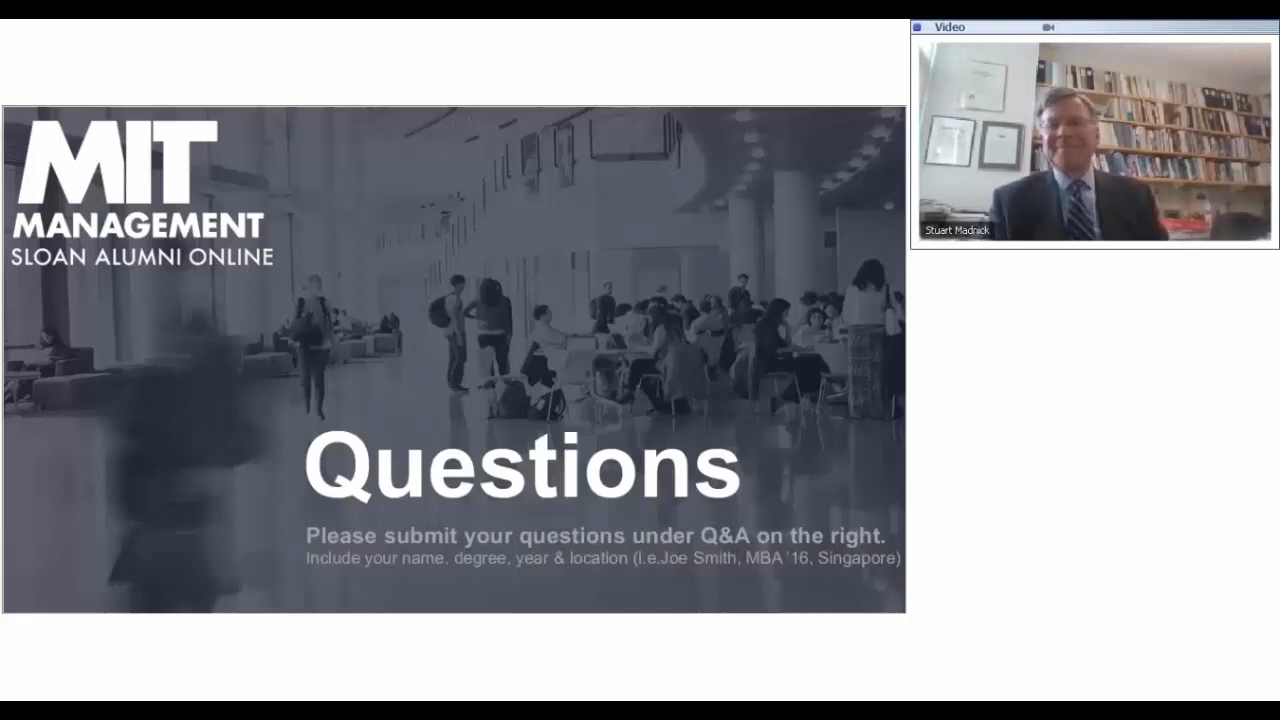 Video
MIT
MANAGEMENT
SLOAN ALUMNI ONLINE
Stuart Madnick
Questions
Please submit your questions under Q&A on the right.
Include your name, degree, year & location (i.e.Joe Smith, MBA '16, Singapore)